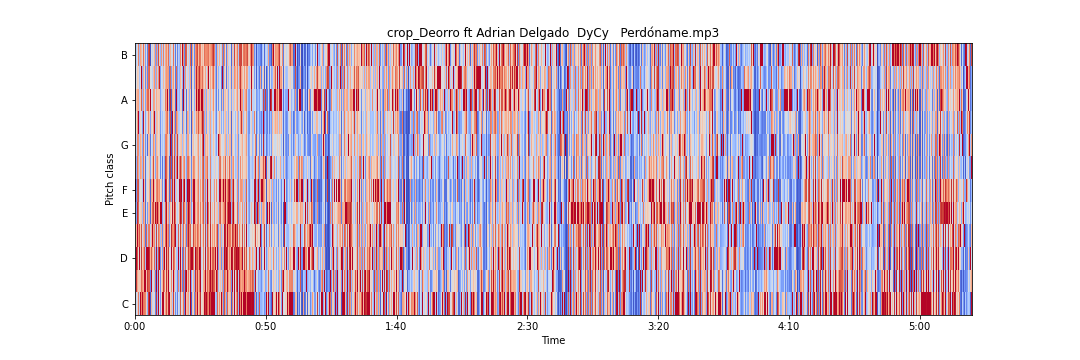 crop_Deorro ft Adrian Delgado  DyCy   Perdóname.mp3
B
A
G
F
E
D
C
Pitch class
0:00 0:50 1:40 2:30 3:20 4:10 5:00
Time